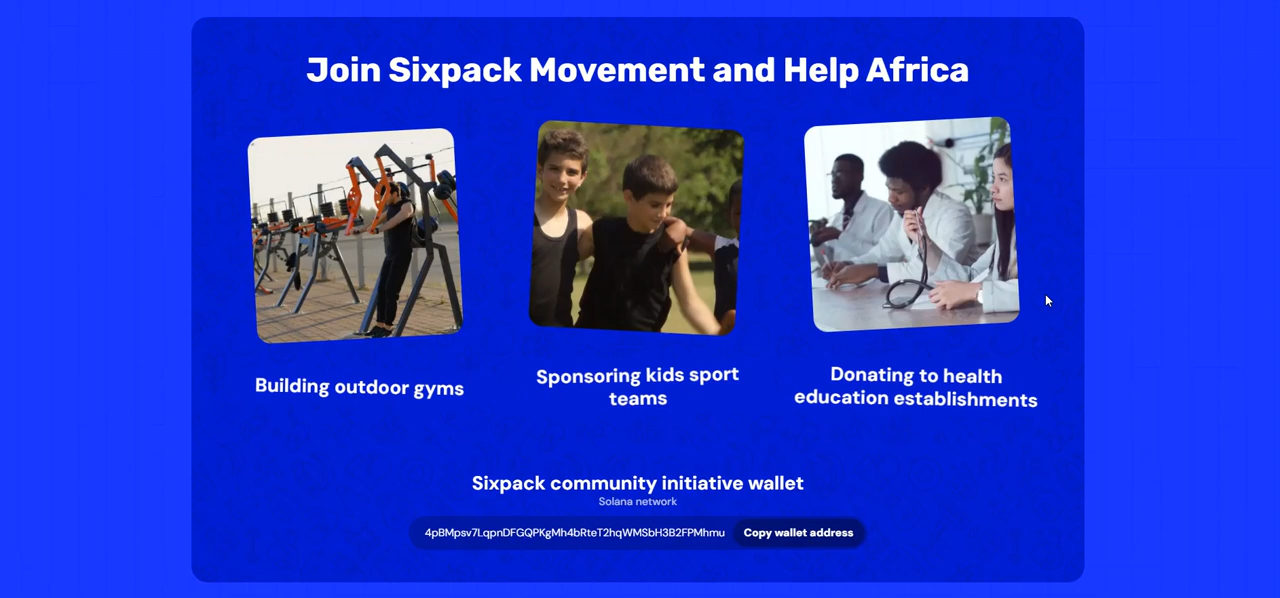 Join Sixpack Movement and Help Africa
Building outdoor gyms
Sponsoring kids sport
teams
Donating to health
education establishments
Sixpack community initiative wallet
Solana network
4pBMpsv7LqpnDFGQPKgMh4bRteT2hqWMSbH3B2FPMhmu
Copy wallet address